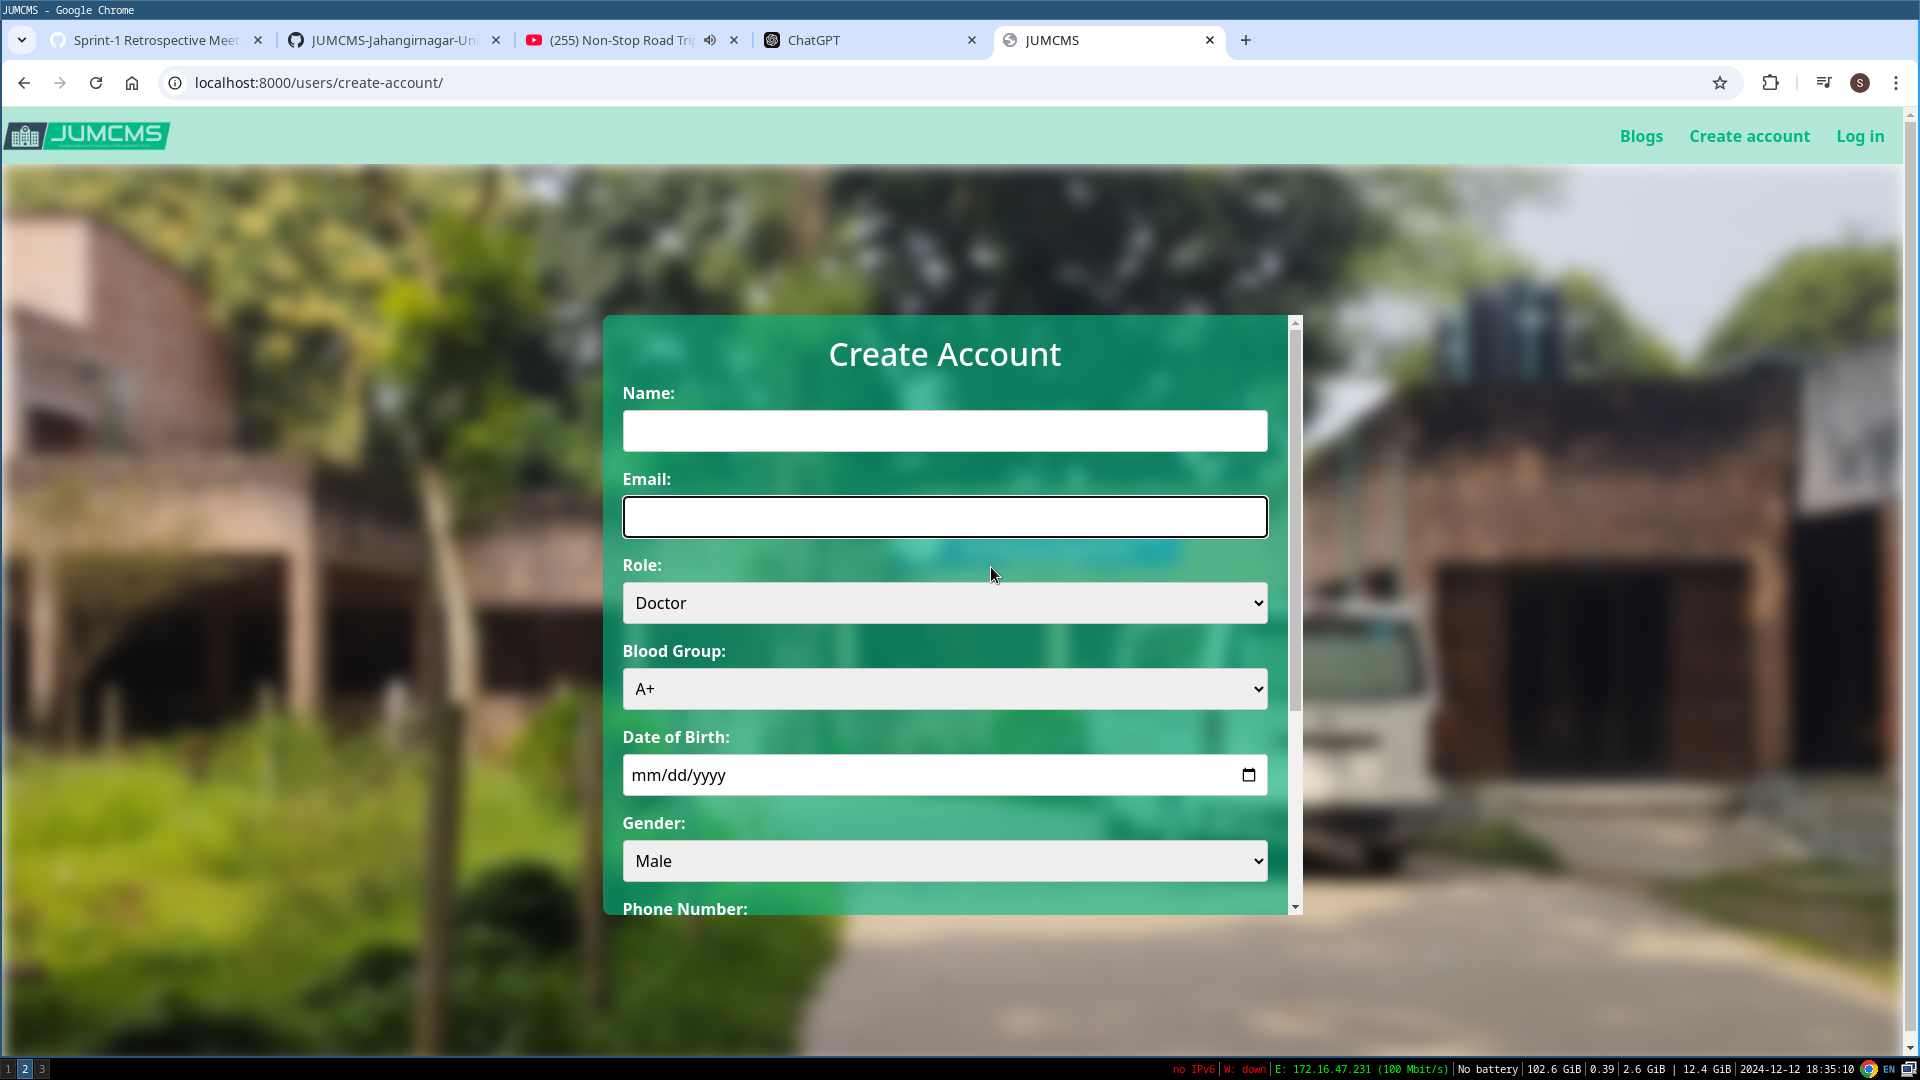 JUMCMS - Google Chrome
Sprint-1 Retrospective Meet
JUMCMS-Jahangirnagar-Uni
(255) Non-Stop Road Trip
ChatGPT
JUMCMS
localhost:8000/users/create-account/
S
JUMCMS
Blogs
Create account
Log in
Create Account
Name:
Email:
Role:
Doctor
Blood Group:
A+
Date of Birth:
mm/dd/yyyy
Gender:
Male
Phone Number:
1 2 3
no IPv6 | W: down | E: 172.16.47.231 (100 Mbit/s) | No battery | 102.6 GiB | 0.39 | 2.6 GiB | 12.4 GiB | 2024-12-12 18:35:10
EN